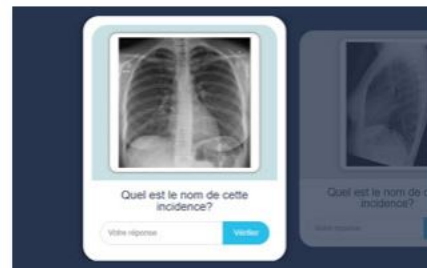 Quel est le nom de cette
incidence?
Votre réponse
Vérifier
Quel est le nom de
incidence?